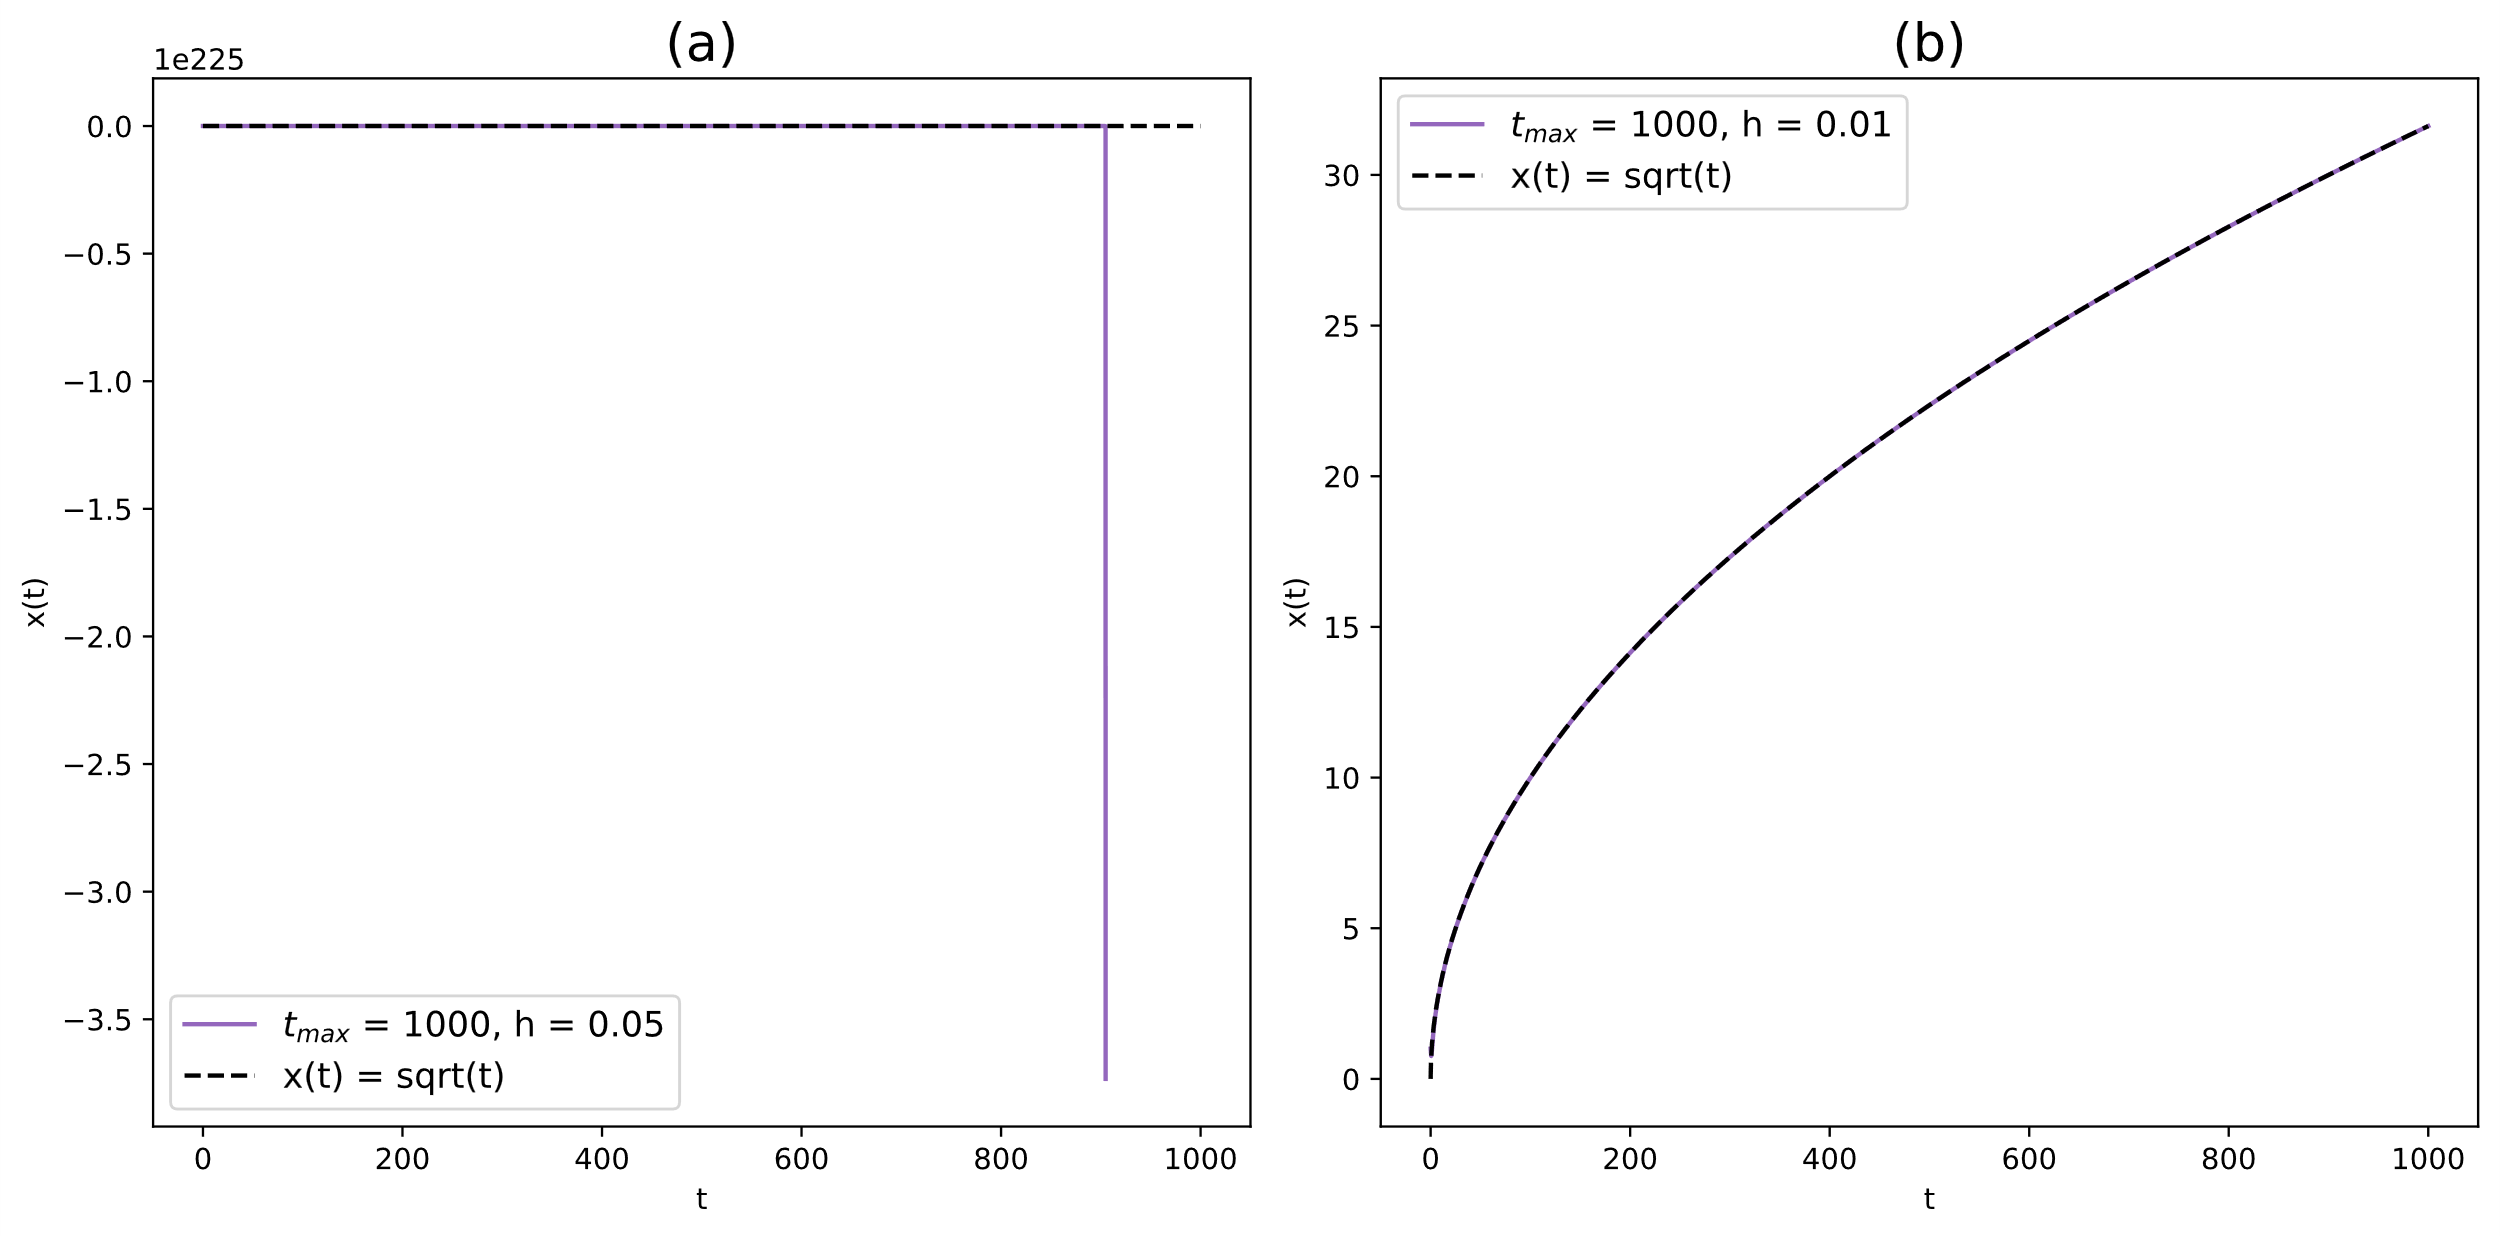 (a)
1e225
0.0
−0.5
−1.0
−1.5
−2.0
−2.5
−3.0
−3.5
x(t)
t_max = 1000, h = 0.05
x(t) = sqrt(t)
0 200 400 600 800 1000
t
(b)
t_max = 1000, h = 0.01
x(t) = sqrt(t)
30
25
20
15
10
5
0
x(t)
0 200 400 600 800 1000
t